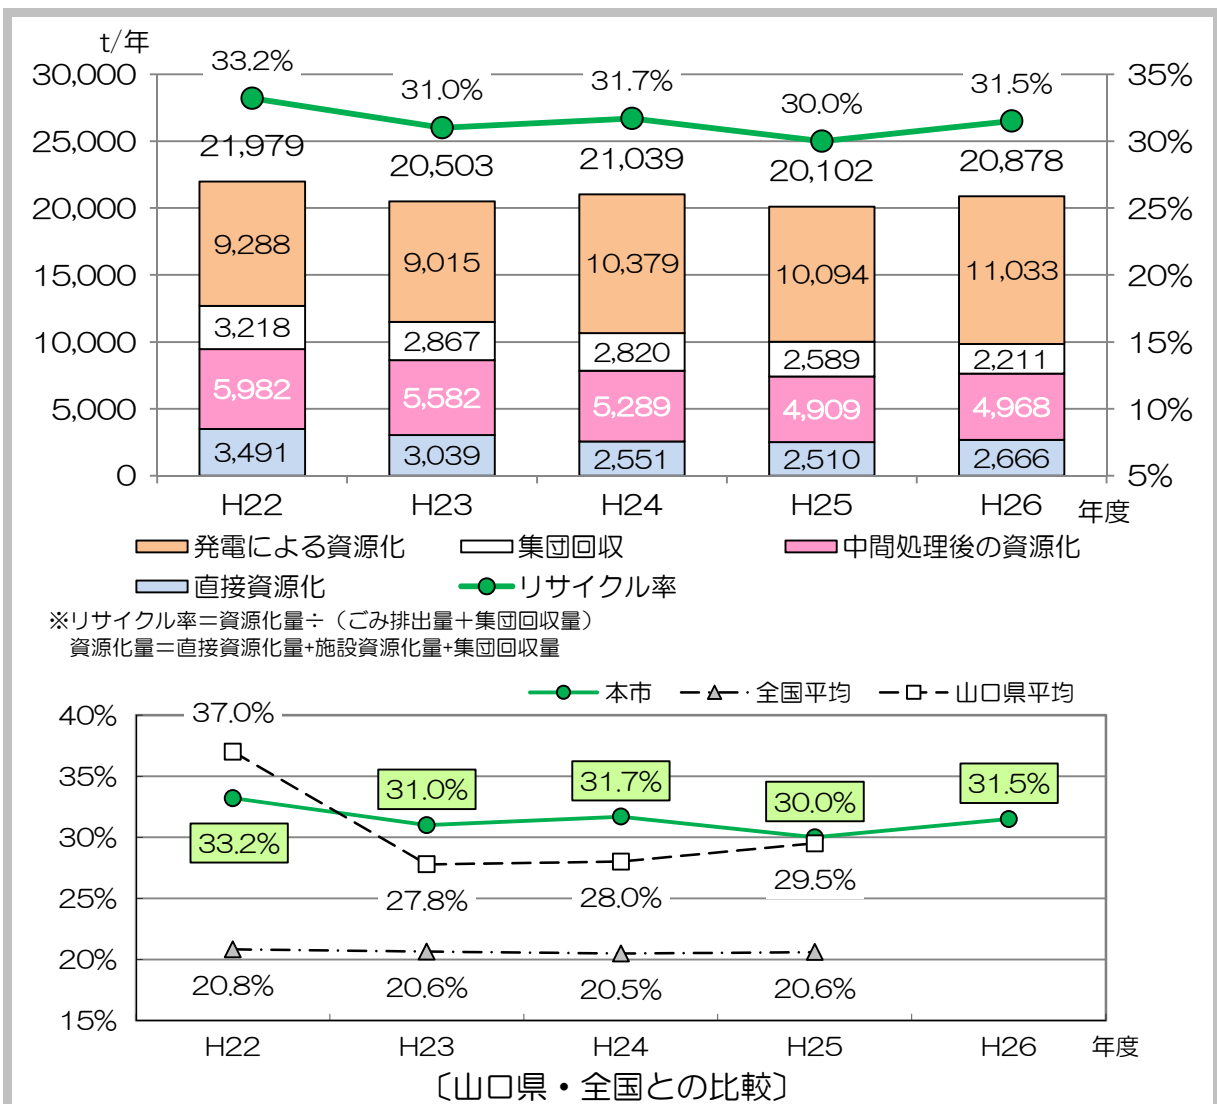 t/年
33.2% 31.0% 31.7% 30.0% 31.5%
30,000 35%
25,000 30%
21,979 20,503 21,039 20,102 20,878
20,000 25%
9,288 9,015 10,379 10,094 11,033
15,000 20%
3,218 2,867 2,820 2,589 2,211
10,000 15%
5,982 5,582 5,289 4,909 4,968
5,000 10%
3,491 3,039 2,551 2,510 2,666
0 5%
H22 H23 H24 H25 H26 年度
発電による資源化 集団回収 中間処理後の資源化
直接資源化 リサイクル率
※リサイクル率＝資源化量÷（ごみ排出量＋集団回収量）
資源化量＝直接資源化量+施設資源化量+集団回収量
本市 全国平均 山口県平均
40%
37.0%
35%
31.0% 31.7% 30.0% 31.5%
30%
33.2%
25%
27.8% 28.0% 29.5%
20%
20.8% 20.6% 20.5% 20.6%
15%
H22 H23 H24 H25 H26 年度
〔山口県・全国との比較〕